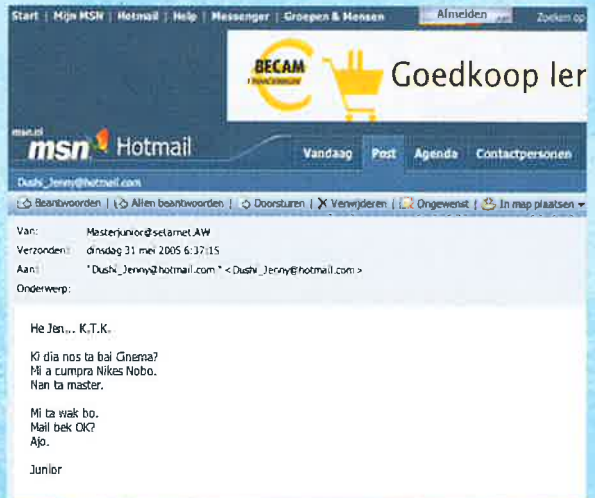 Start | Mijn MSN | Hotmail | Help | Messenger | Groepen & Mensen Afmelden Zoeken op
BECAM
FINANCIERINGEN
Goedkoop ler
msn.nl
msn Hotmail
Vandaag Post Agenda Contactpersonen
Dushi_Jenny@hotmail.com
Beantwoorden | Allen beantwoorden | Doorsturen | Verwijderen | Ongewenst | In map plaatsen
Van: Masterjunior@setarnet.AW
Verzonden: dinsdag 31 mei 2005 6:37:15
Aan: "Dushi_Jenny@hotmail.com " <Dushi_Jenny@hotmail.com>
Onderwerp:
He Jen... K.T.K.
Ki dia nos ta bai Cinema?
Mi a cumpra Nikes Nobo.
Nan ta master.
Mi ta wak bo.
Mail bek OK?
Ajo.
Junior